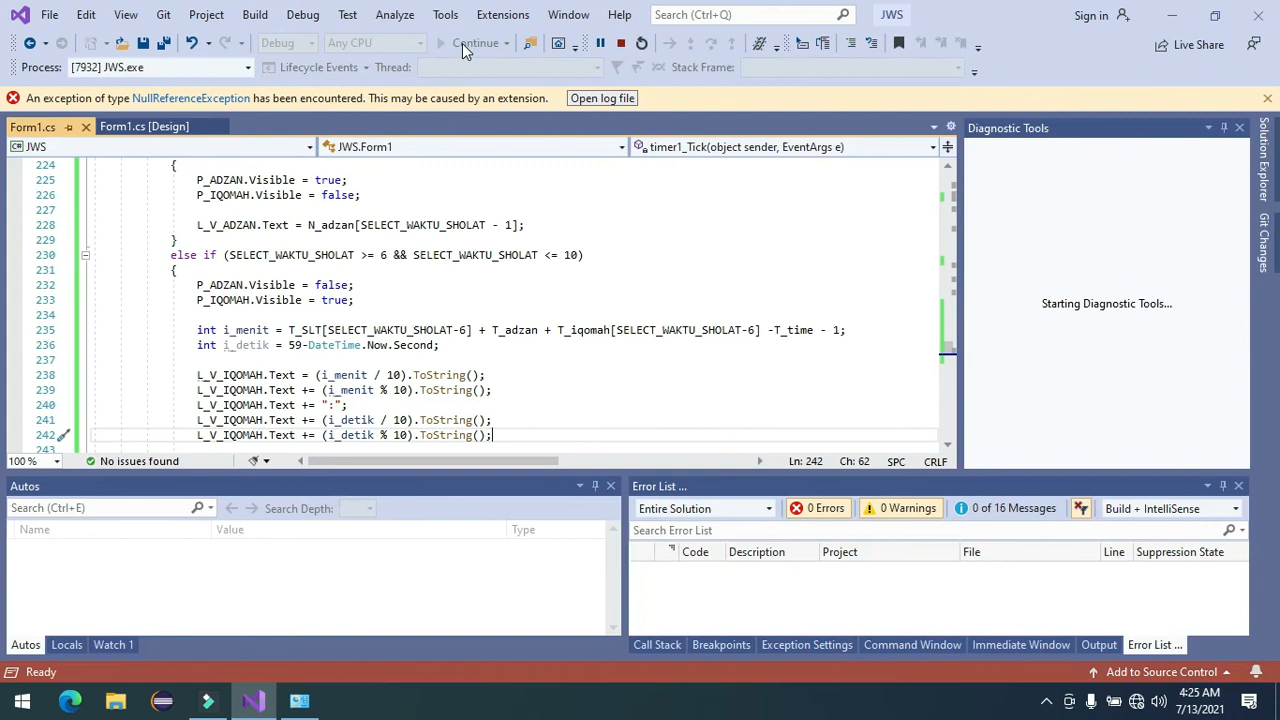 File Edit View Git Project Build Debug Test Analyze Tools Extensions Window Help Search (Ctrl+Q) JWS Sign in
Debug Any CPU Continue Live Share
Process: [7932] JWS.exe Lifecycle Events Thread: Stack Frame:
An exception of type NullReferenceException has been encountered. This may be caused by an extension. Open log file
Form1.cs Form1.cs [Design] Diagnostic Tools
JWS JWS.Form1 timer1_Tick(object sender, EventArgs e)
224 {
225 P_ADZAN.Visible = true;
226 P_IQOMAH.Visible = false;
227
228 L_V_ADZAN.Text = N_adzan[SELECT_WAKTU_SHOLAT - 1];
229 }
230 else if (SELECT_WAKTU_SHOLAT >= 6 && SELECT_WAKTU_SHOLAT <= 10)
231 {
232 P_ADZAN.Visible = false;
233 P_IQOMAH.Visible = true;
234
235 int i_menit = T_SLT[SELECT_WAKTU_SHOLAT-6] + T_adzan + T_iqomah[SELECT_WAKTU_SHOLAT-6] -T_time - 1;
236 int i_detik = 59-DateTime.Now.Second;
237
238 L_V_IQOMAH.Text = (i_menit / 10).ToString();
239 L_V_IQOMAH.Text += (i_menit % 10).ToString();
240 L_V_IQOMAH.Text += ":";
241 L_V_IQOMAH.Text += (i_detik / 10).ToString();
242 L_V_IQOMAH.Text += (i_detik % 10).ToString();
243
Starting Diagnostic Tools...
Solution Explorer
Git Changes
100 % No issues found Ln: 242 Ch: 62 SPC CRLF
Autos
Search (Ctrl+E) Search Depth:
Name Value Type
Autos Locals Watch 1
Error List ...
Entire Solution 0 Errors 0 Warnings 0 of 16 Messages Build + IntelliSense
Search Error List
Code Description Project File Line Suppression State
Call Stack Breakpoints Exception Settings Command Window Immediate Window Output Error List ...
Ready Add to Source Control
4:25 AM
7/13/2021